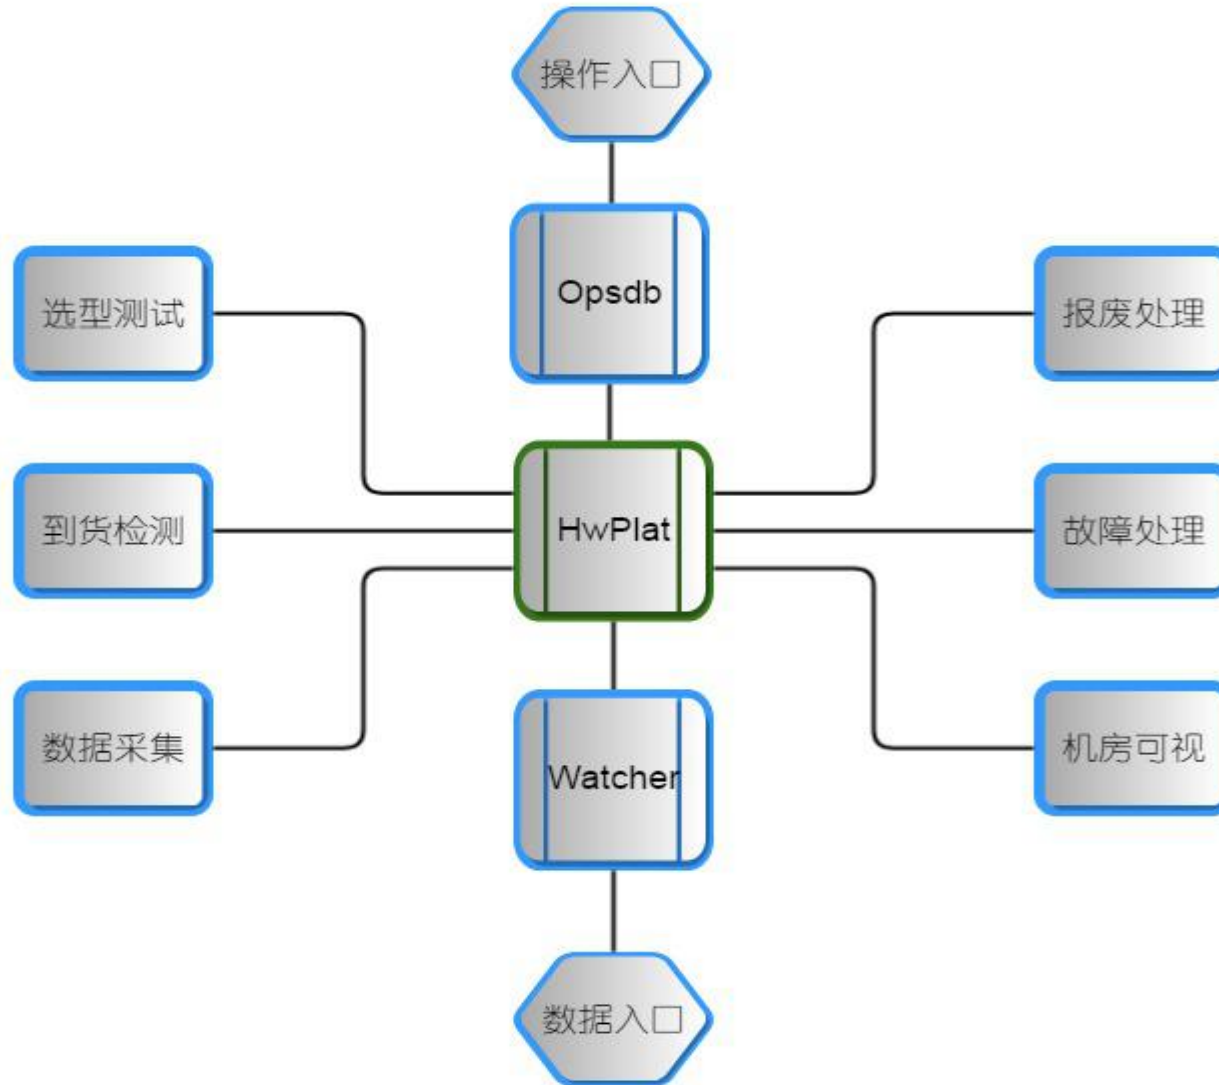 操作入口
Opsdb
选型测试
报废处理
到货检测
HwPlat
故障处理
数据采集
Watcher
机房可视
数据入口